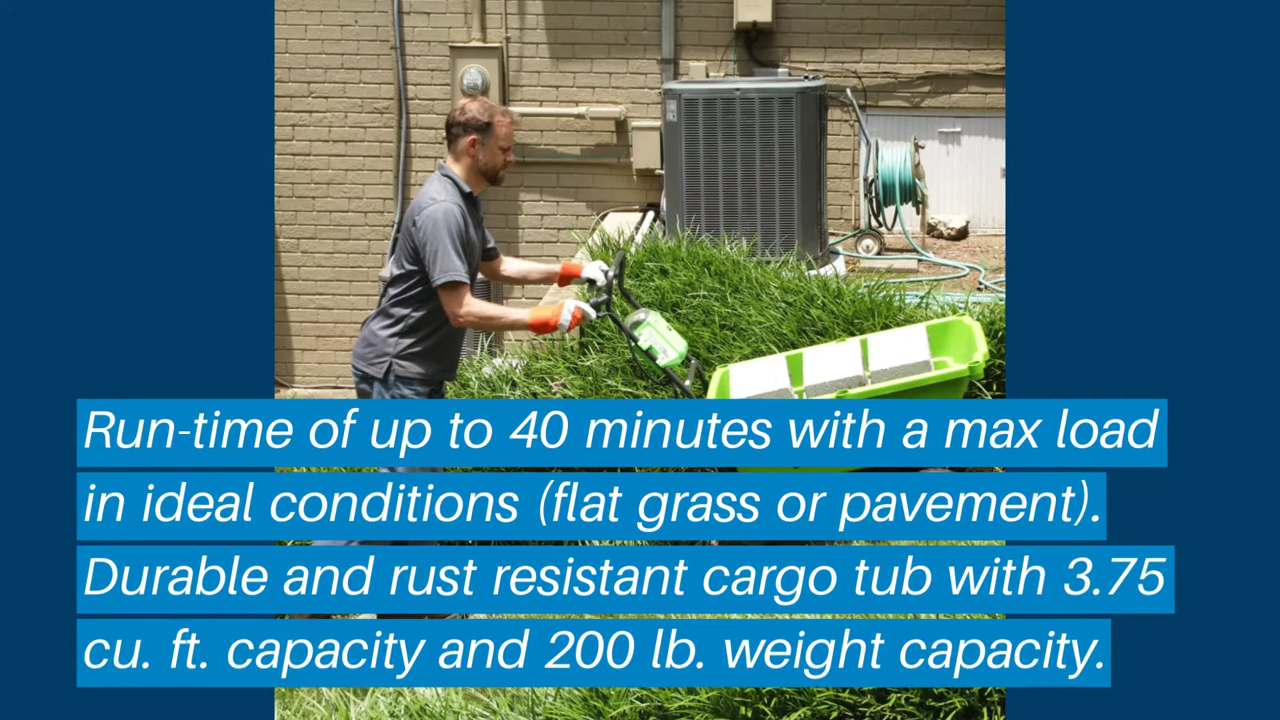 Run-time of up to 40 minutes with a max load
in ideal conditions (flat grass or pavement).
Durable and rust resistant cargo tub with 3.75
cu. ft. capacity and 200 lb. weight capacity.